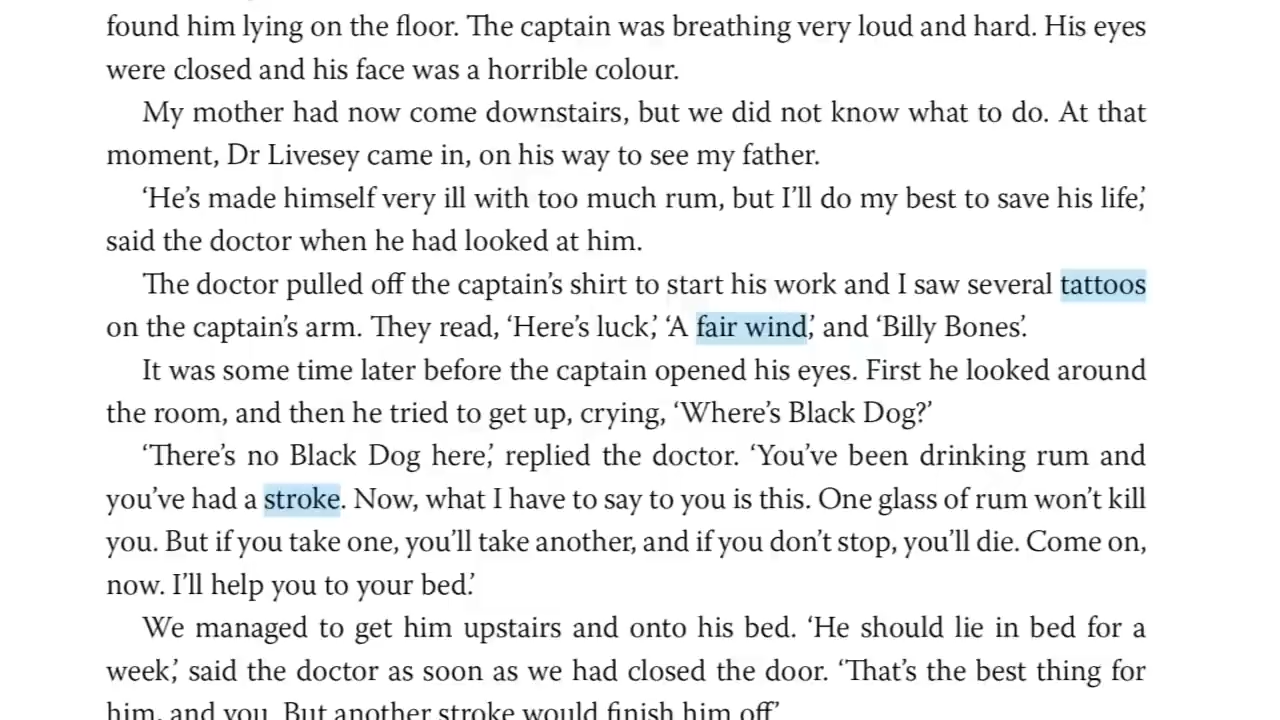 found him lying on the floor. The captain was breathing very loud and hard. His eyes
were closed and his face was a horrible colour.
My mother had now come downstairs, but we did not know what to do. At that
moment, Dr Livesey came in, on his way to see my father.
‘He’s made himself very ill with too much rum, but I’ll do my best to save his life,’
said the doctor when he had looked at him.
The doctor pulled off the captain’s shirt to start his work and I saw several tattoos
on the captain’s arm. They read, ‘Here’s luck,’ ‘A fair wind,’ and ‘Billy Bones’.
It was some time later before the captain opened his eyes. First he looked around
the room, and then he tried to get up, crying, ‘Where’s Black Dog?’
‘There’s no Black Dog here,’ replied the doctor. ‘You’ve been drinking rum and
you’ve had a stroke. Now, what I have to say to you is this. One glass of rum won’t kill
you. But if you take one, you’ll take another, and if you don’t stop, you’ll die. Come on,
now. I’ll help you to your bed.’
We managed to get him upstairs and onto his bed. ‘He should lie in bed for a
week,’ said the doctor as soon as we had closed the door. ‘That’s the best thing for
him, and you. But another stroke would finish him off.’